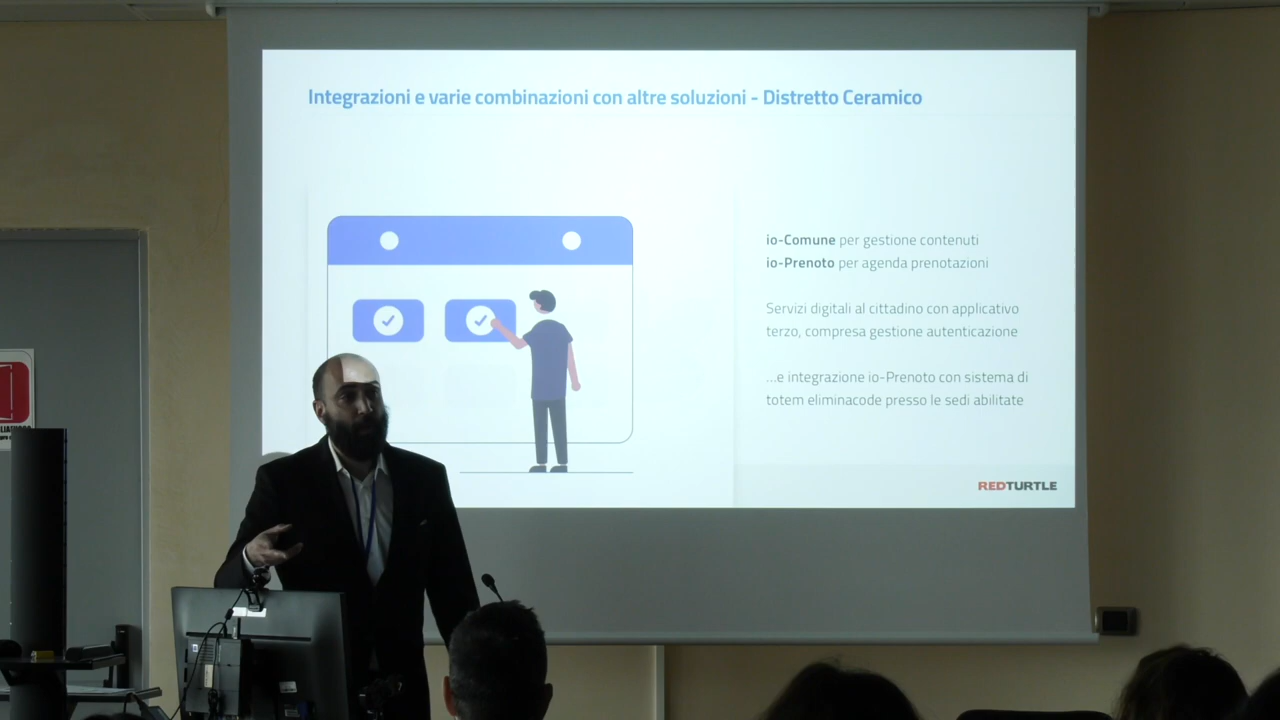 Integrazioni e varie combinazioni con altre soluzioni - Distretto Ceramico
io-Comune per gestione contenuti
io-Prenoto per agenda prenotazioni
Servizi digitali al cittadino con applicativo
terzo, compresa gestione autenticazione
...e integrazione io-Prenoto con sistema di
totem eliminacode presso le sedi abilitate
REDTURTLE